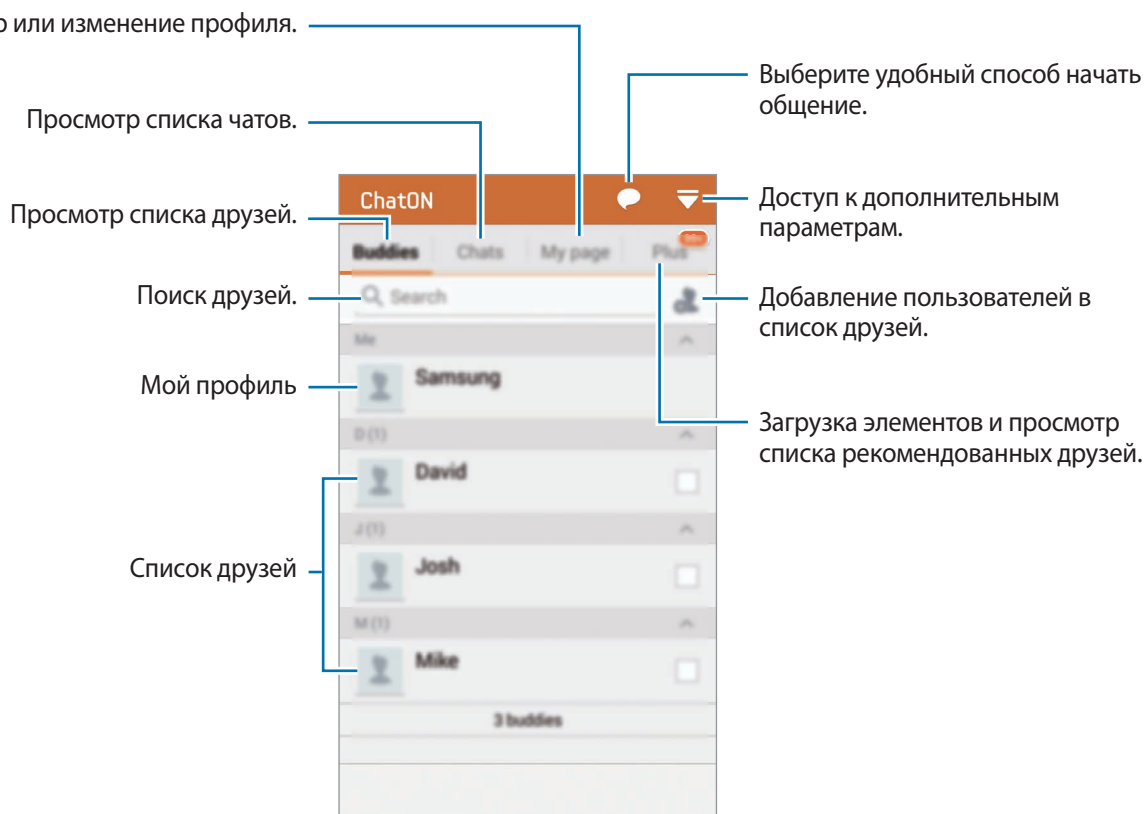 или изменение профиля.
Просмотр списка чатов.
Просмотр списка друзей.
Поиск друзей.
Мой профиль
Список друзей
Выберите удобный способ начать
общение.
Доступ к дополнительным
параметрам.
Добавление пользователей в
список друзей.
Загрузка элементов и просмотр
списка рекомендованных друзей.
ChatON
Buddies Chats My page Plus
Search
Me
Samsung
D (1)
David
J (1)
Josh
M (1)
Mike
3 buddies